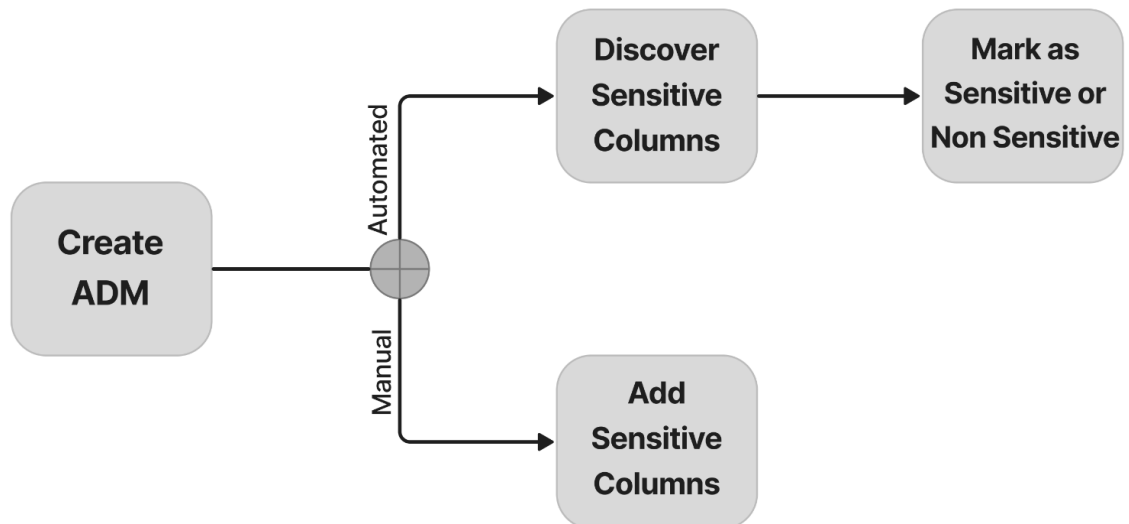 Create
ADM
Automated
Manual
Discover
Sensitive
Columns
Mark as
Sensitive or
Non Sensitive
Add
Sensitive
Columns